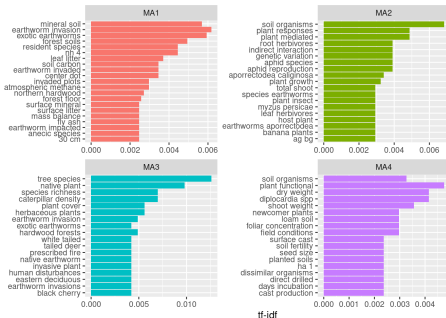 MA1
mineral soil
earthworm invasion
exotic earthworms
forest soils
resident species
nh 4
leaf litter
soil carbon
earthworm invaded
center dot
invaded plots
atmospheric methane
northern hardwood
forest floor
surface mineral
surface litter
mass balance
fly ash
earthworm impacted
anecic species
30 cm
0.000
0.002
0.004
0.006
MA2
soil organisms
plant responses
plant mediated
root herbivores
indirect interaction
genetic variation
aphid species
aphid reproduction
aporrectodea caliginosa
plant growth
total shoot
species earthworms
plant insect
myzus persicae
leaf herbivores
host plant
earthworms aporrectodea
banana plants
ag bg
0.000
0.002
0.004
0.006
MA3
tree species
native plant
species richness
caterpillar density
plant cover
herbaceous plants
earthworm invasion
exotic earthworms
hardwood forests
white tailed
tailed deer
prescribed fire
native earthworm
invasive plant
human disturbances
eastern deciduous
earthworm invasions
black cherry
0.000
0.005
0.010
MA4
soil organisms
plant functional
dry weight
diplocardia spp
shoot weight
newcomer plants
loam soil
foliar concentration
field conditions
surface cast
soil fertility
seed size
planted soils
ha 1
dissimilar organisms
direct drilled
days incubation
cast production
0.000
0.001
0.002
0.003
0.004
tf-idf